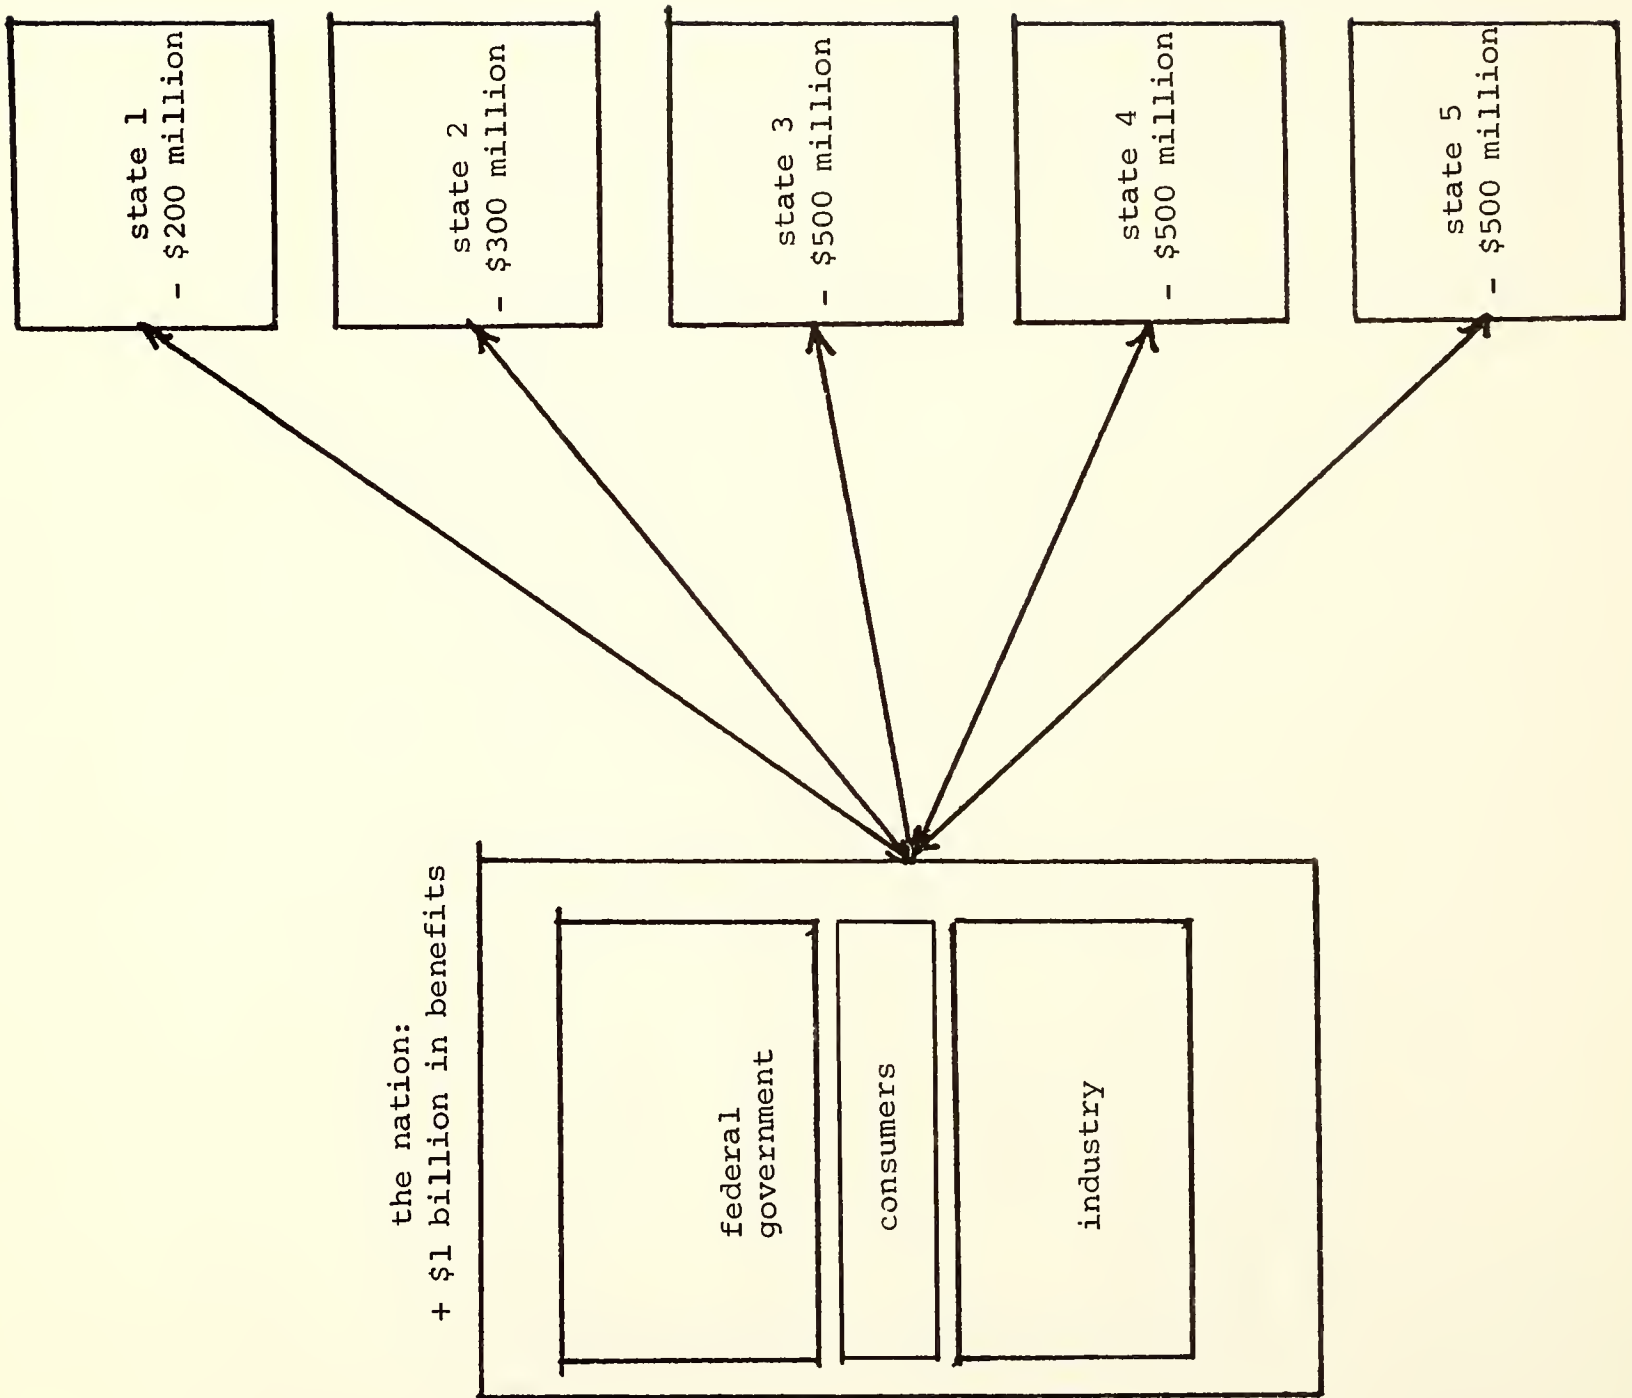 the nation:
+ $1 billion in benefits
federal
government
consumers
industry
state 1
- $200 million
state 2
- $300 million
state 3
- $500 million
state 4
- $500 million
state 5
- $500 million